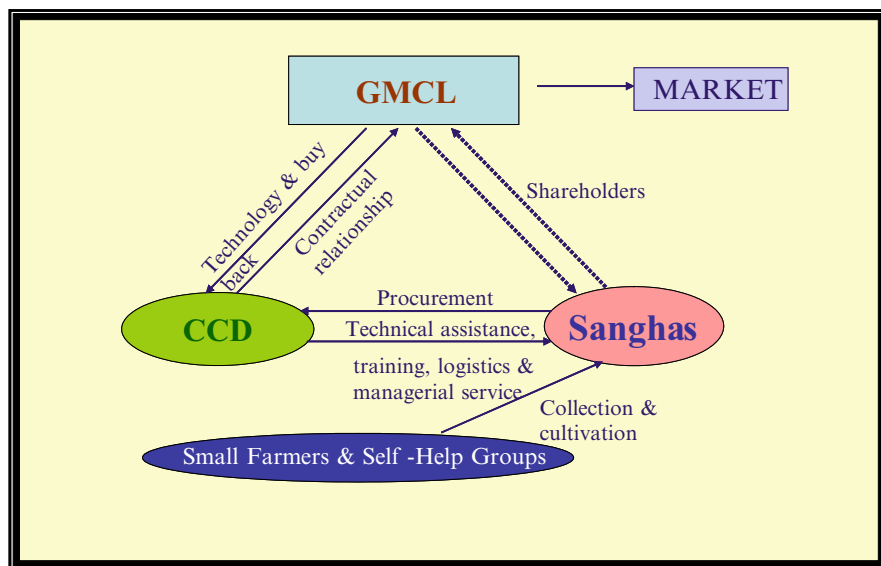 GMCL
MARKET
Technology & buy
back
Contractual
relationship
Shareholders
Procurement
CCD
Technical assistance,
training, logistics &
managerial service
Sanghas
Collection &
cultivation
Small Farmers & Self -Help Groups